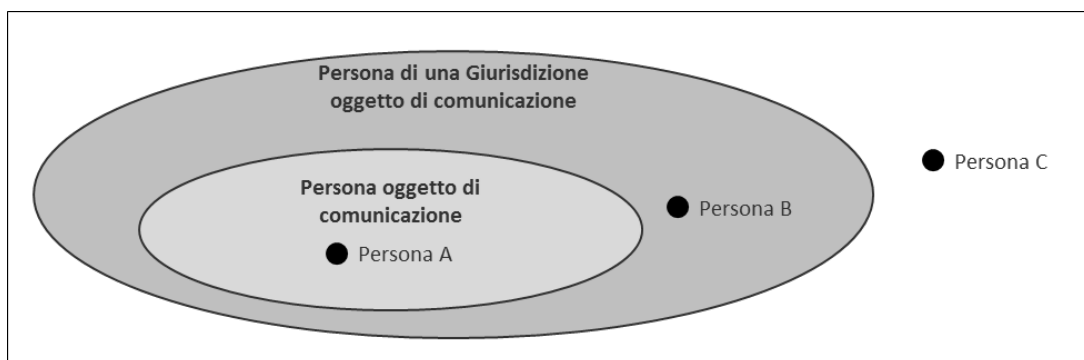 Persona di una Giurisdizione
oggetto di comunicazione
Persona C
Persona oggetto di
comunicazione
Persona B
Persona A